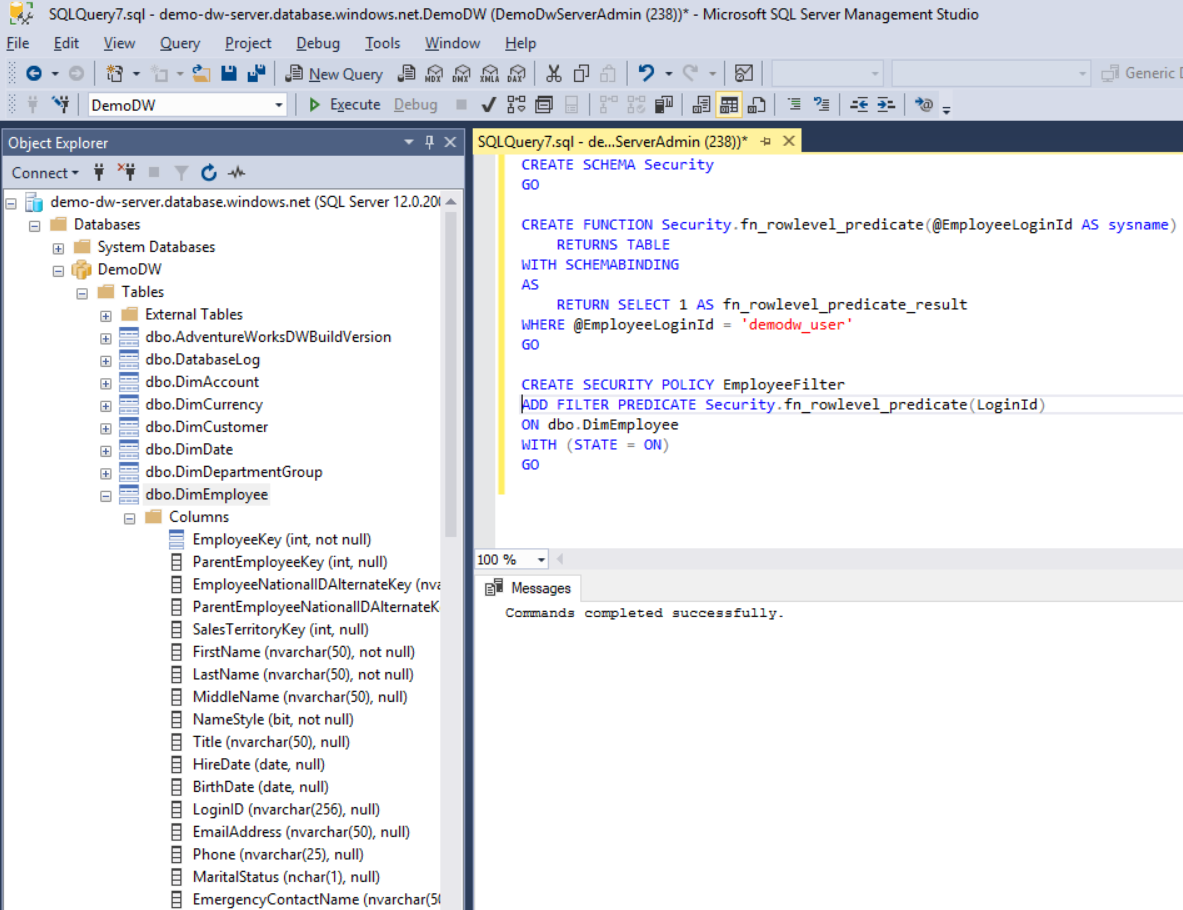 SQLQuery7.sql - demo-dw-server.database.windows.net.DemoDW (DemoDwServerAdmin (238))* - Microsoft SQL Server Management Studio
File Edit View Query Project Debug Tools Window Help
New Query MDX DMX XMLA DAX Generic D
DemoDW Execute Debug
Object Explorer
Connect
demo-dw-server.database.windows.net (SQL Server 12.0.200
Databases
System Databases
DemoDW
Tables
External Tables
dbo.AdventureWorksDWBuildVersion
dbo.DatabaseLog
dbo.DimAccount
dbo.DimCurrency
dbo.DimCustomer
dbo.DimDate
dbo.DimDepartmentGroup
dbo.DimEmployee
Columns
EmployeeKey (int, not null)
ParentEmployeeKey (int, null)
EmployeeNationalIDAlternateKey (nva
ParentEmployeeNationalIDAlternateK
SalesTerritoryKey (int, null)
FirstName (nvarchar(50), not null)
LastName (nvarchar(50), not null)
MiddleName (nvarchar(50), null)
NameStyle (bit, not null)
Title (nvarchar(50), null)
HireDate (date, null)
BirthDate (date, null)
LoginID (nvarchar(256), null)
EmailAddress (nvarchar(50), null)
Phone (nvarchar(25), null)
MaritalStatus (nchar(1), null)
EmergencyContactName (nvarchar(50
SQLQuery7.sql - de...ServerAdmin (238))*
CREATE SCHEMA Security
GO
CREATE FUNCTION Security.fn_rowlevel_predicate(@EmployeeLoginId AS sysname)
RETURNS TABLE
WITH SCHEMABINDING
AS
RETURN SELECT 1 AS fn_rowlevel_predicate_result
WHERE @EmployeeLoginId = 'demodw_user'
GO
CREATE SECURITY POLICY EmployeeFilter
ADD FILTER PREDICATE Security.fn_rowlevel_predicate(LoginId)
ON dbo.DimEmployee
WITH (STATE = ON)
GO
100 %
Messages
Commands completed successfully.